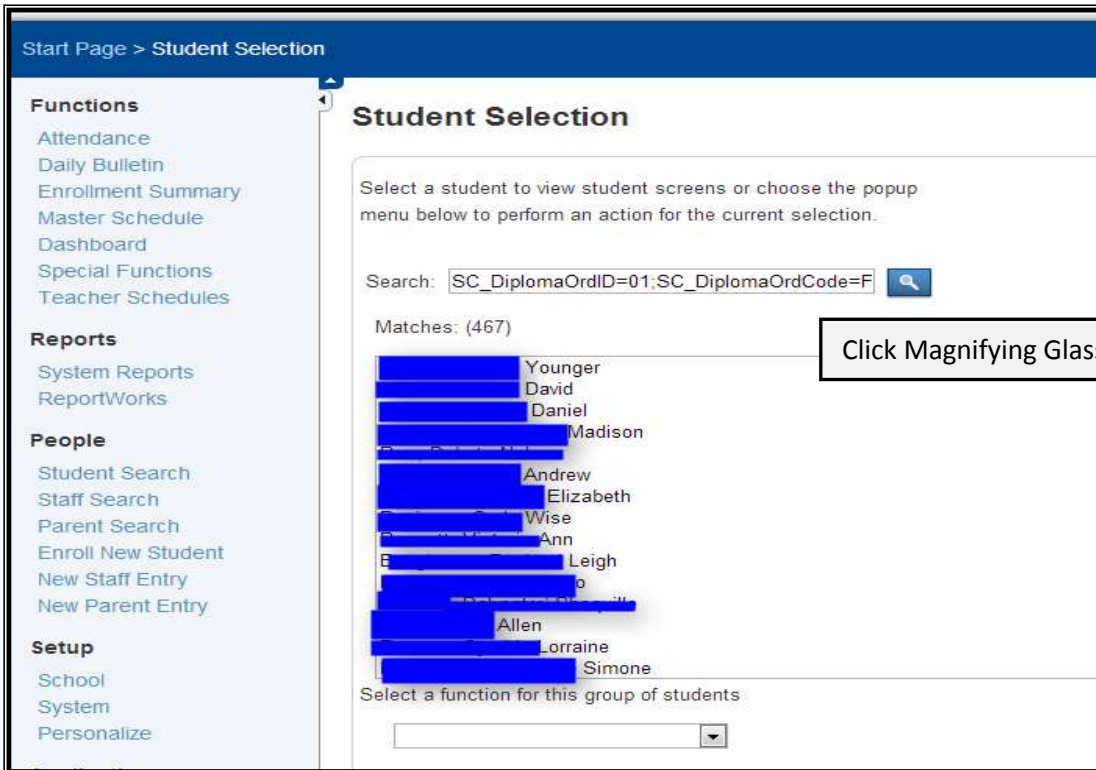 Start Page > Student Selection
Functions
Attendance
Daily Bulletin
Enrollment Summary
Master Schedule
Dashboard
Special Functions
Teacher Schedules
Reports
System Reports
ReportWorks
People
Student Search
Staff Search
Parent Search
Enroll New Student
New Staff Entry
New Parent Entry
Setup
School
System
Personalize
Student Selection
Select a student to view student screens or choose the popup
menu below to perform an action for the current selection.
Search: SC_DiplomaOrdID=01;SC_DiplomaOrdCode=F
Matches: (467)
Click Magnifying Glass
Younger
David
Daniel
Madison
Andrew
Elizabeth
Wise
Ann
Leigh
Allen
Lorraine
Simone
Select a function for this group of students